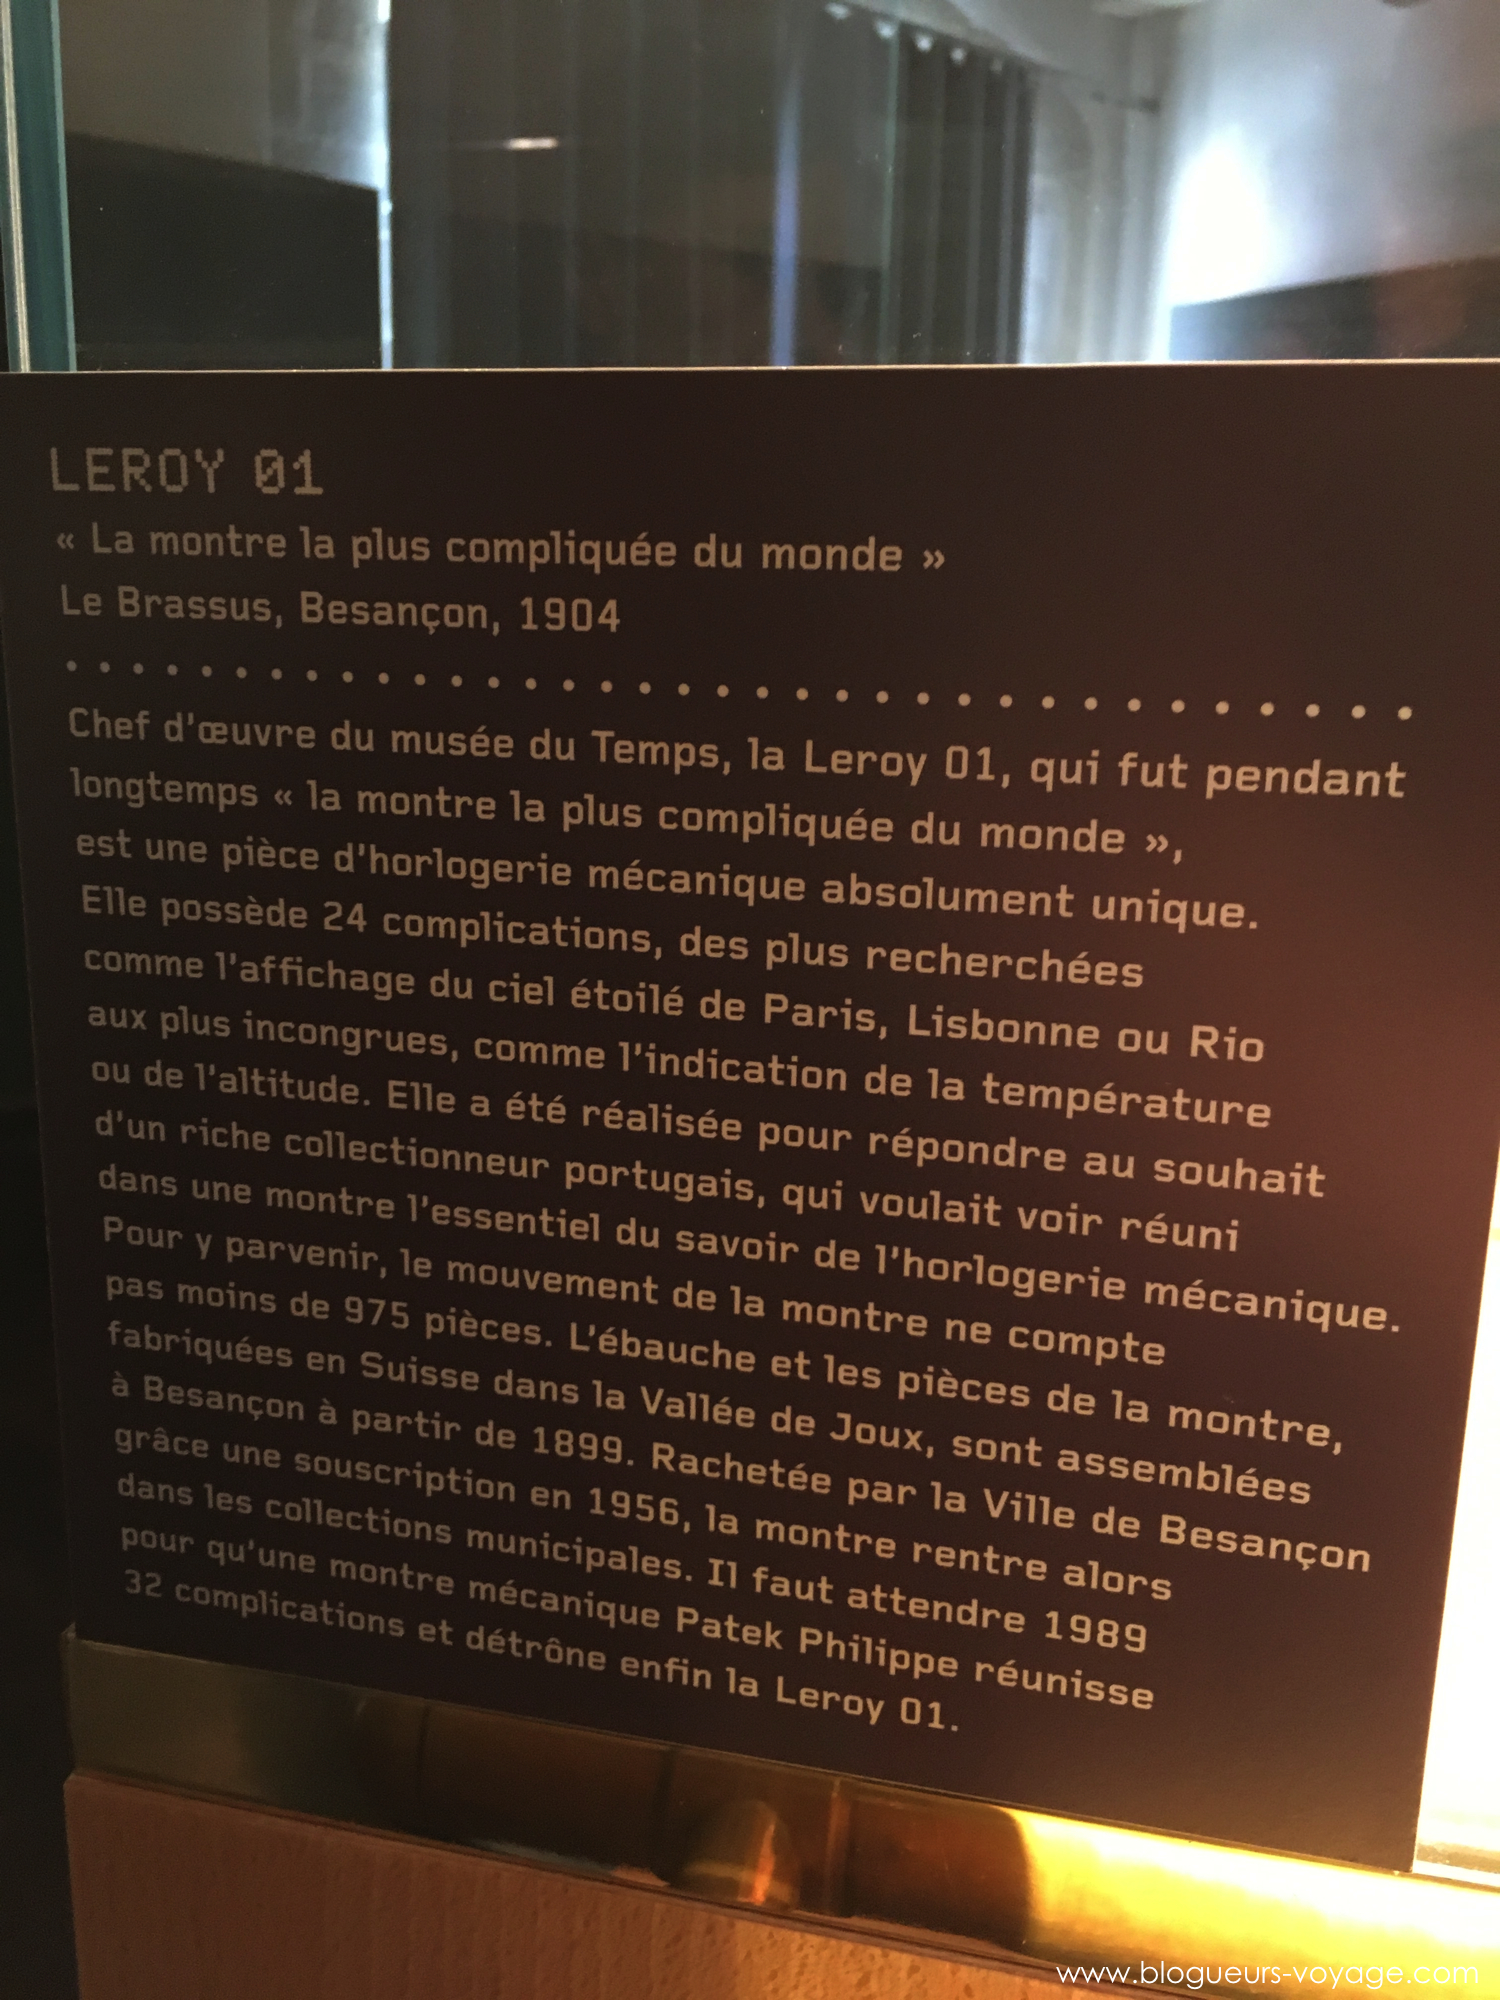 LEROY 01
« La montre la plus compliquée du monde »
Le Brassus, Besançon, 1904
Chef d'œuvre du musée du Temps, la Leroy 01, qui fut pendant
longtemps « la montre la plus compliquée du monde »,
est une pièce d'horlogerie mécanique absolument unique.
Elle possède 24 complications, des plus recherchées
comme l'affichage du ciel étoilé de Paris, Lisbonne ou Rio
aux plus incongrues, comme l'indication de la température
ou de l'altitude. Elle a été réalisée pour répondre au souhait
d'un riche collectionneur portugais, qui voulait voir réuni
dans une montre l'essentiel du savoir de l'horlogerie mécanique.
Pour y parvenir, le mouvement de la montre ne compte
pas moins de 975 pièces. L'ébauche et les pièces de la montre,
fabriquées en Suisse dans la Vallée de Joux, sont assemblées
à Besançon à partir de 1899. Rachetée par la Ville de Besançon
grâce une souscription en 1956, la montre rentre alors
dans les collections municipales. Il faut attendre 1989
pour qu'une montre mécanique Patek Philippe réunisse
32 complications et détrône enfin la Leroy 01.
www.blogueurs-voyage.com